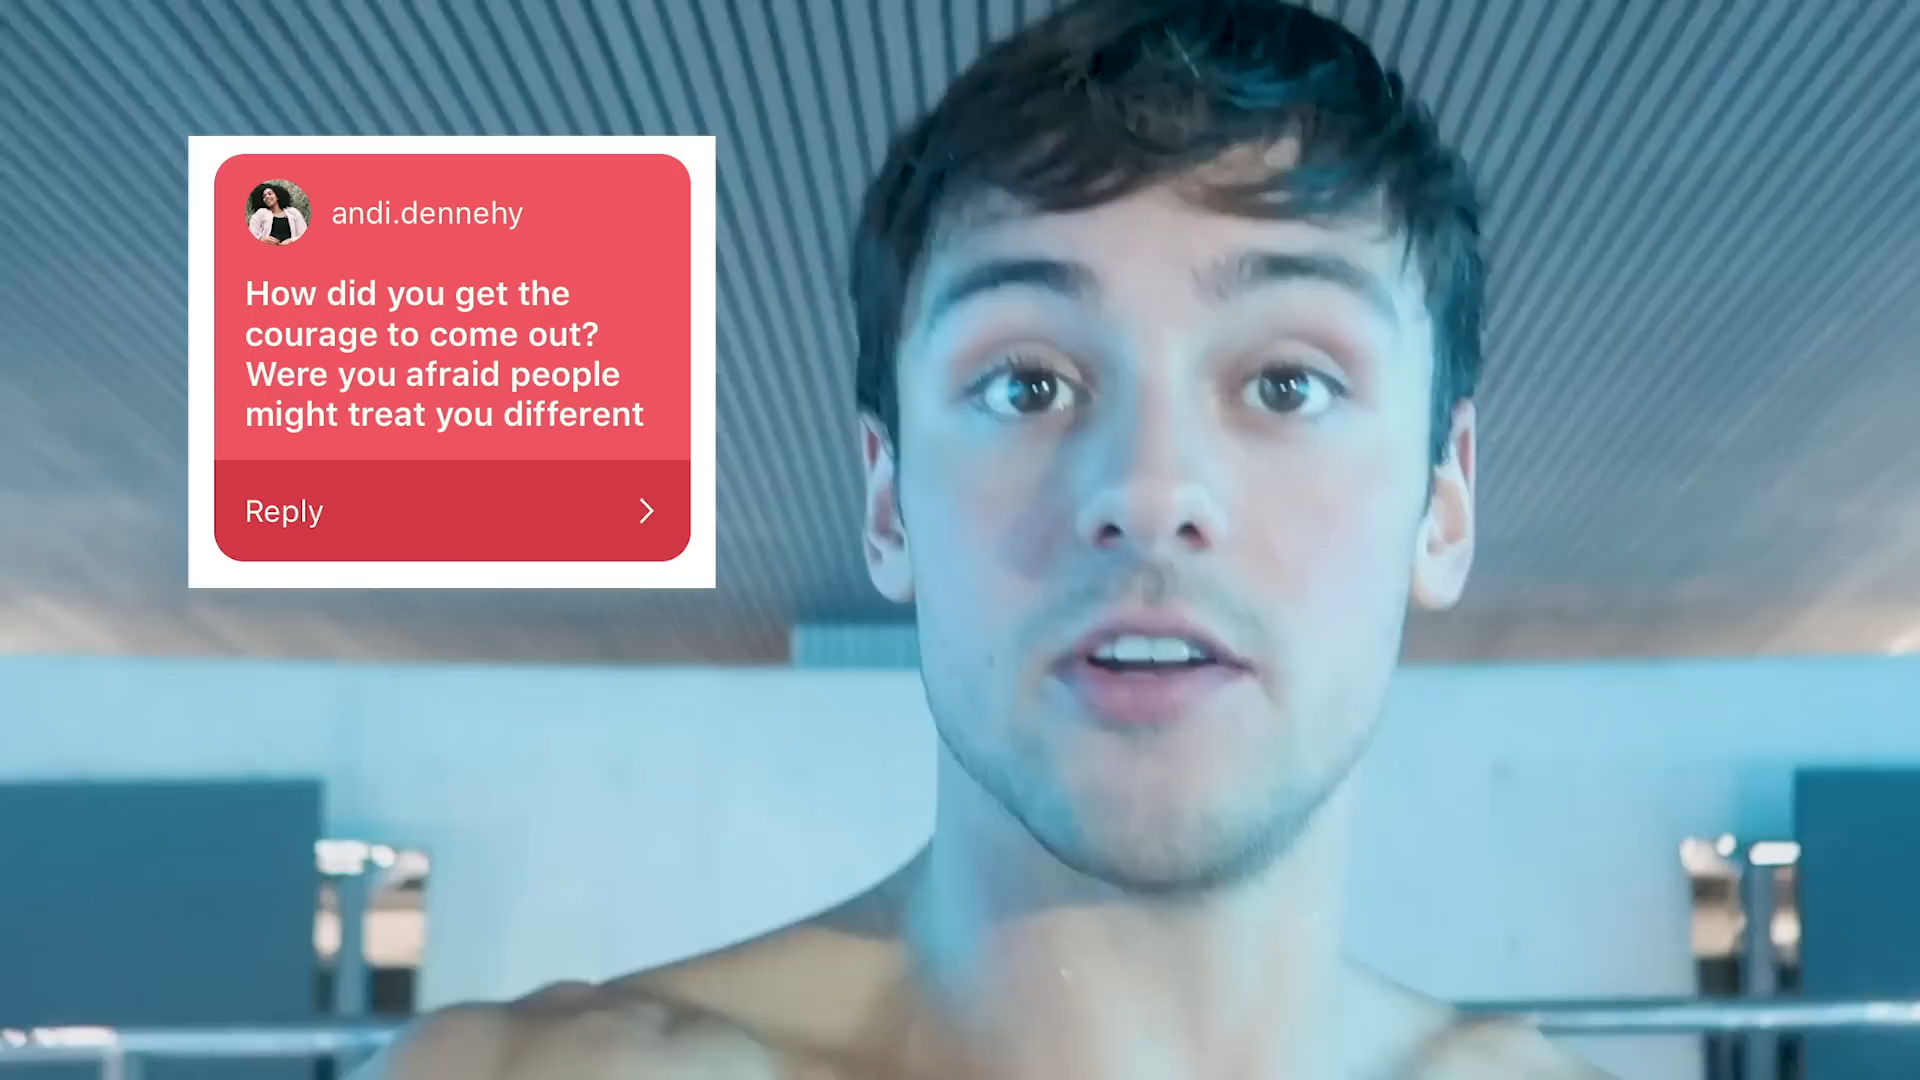 andi.dennehy
How did you get the
courage to come out?
Were you afraid people
might treat you different
Reply